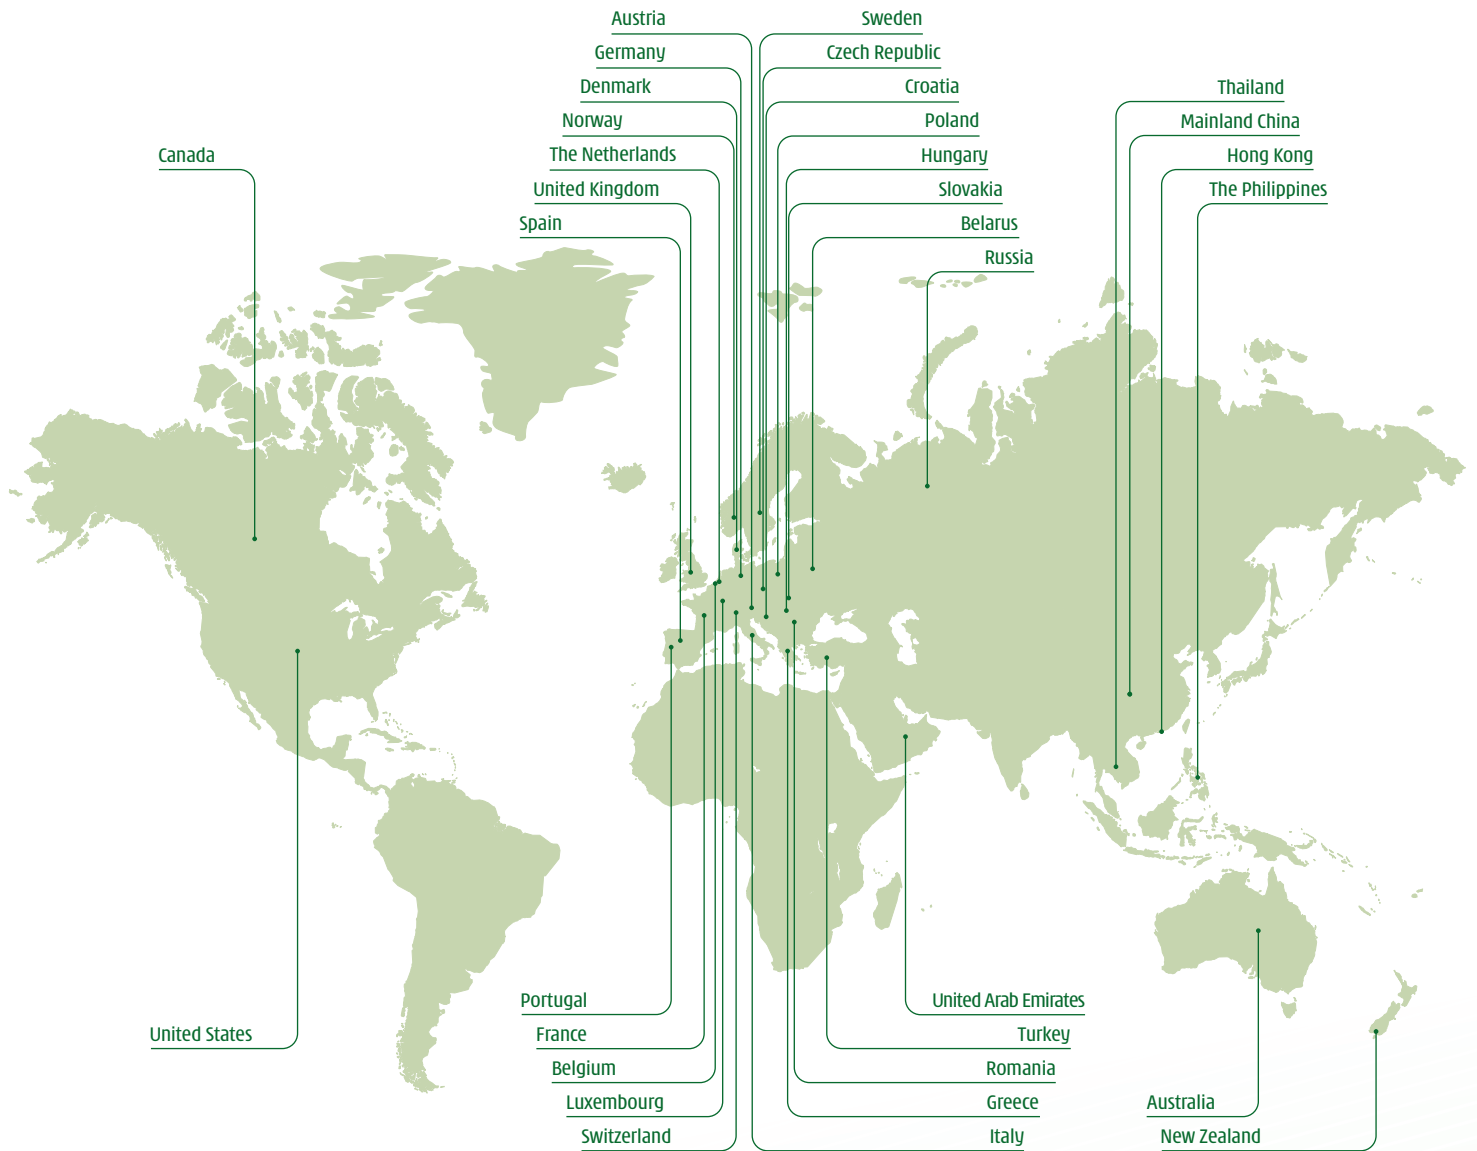 Austria
Germany
Denmark
Norway
The Netherlands
United Kingdom
Spain
Sweden
Czech Republic
Croatia
Poland
Hungary
Slovakia
Belarus
Russia
Thailand
Mainland China
Hong Kong
The Philippines
Canada
United States
Portugal
France
Belgium
Luxembourg
Switzerland
United Arab Emirates
Turkey
Romania
Greece
Italy
Australia
New Zealand